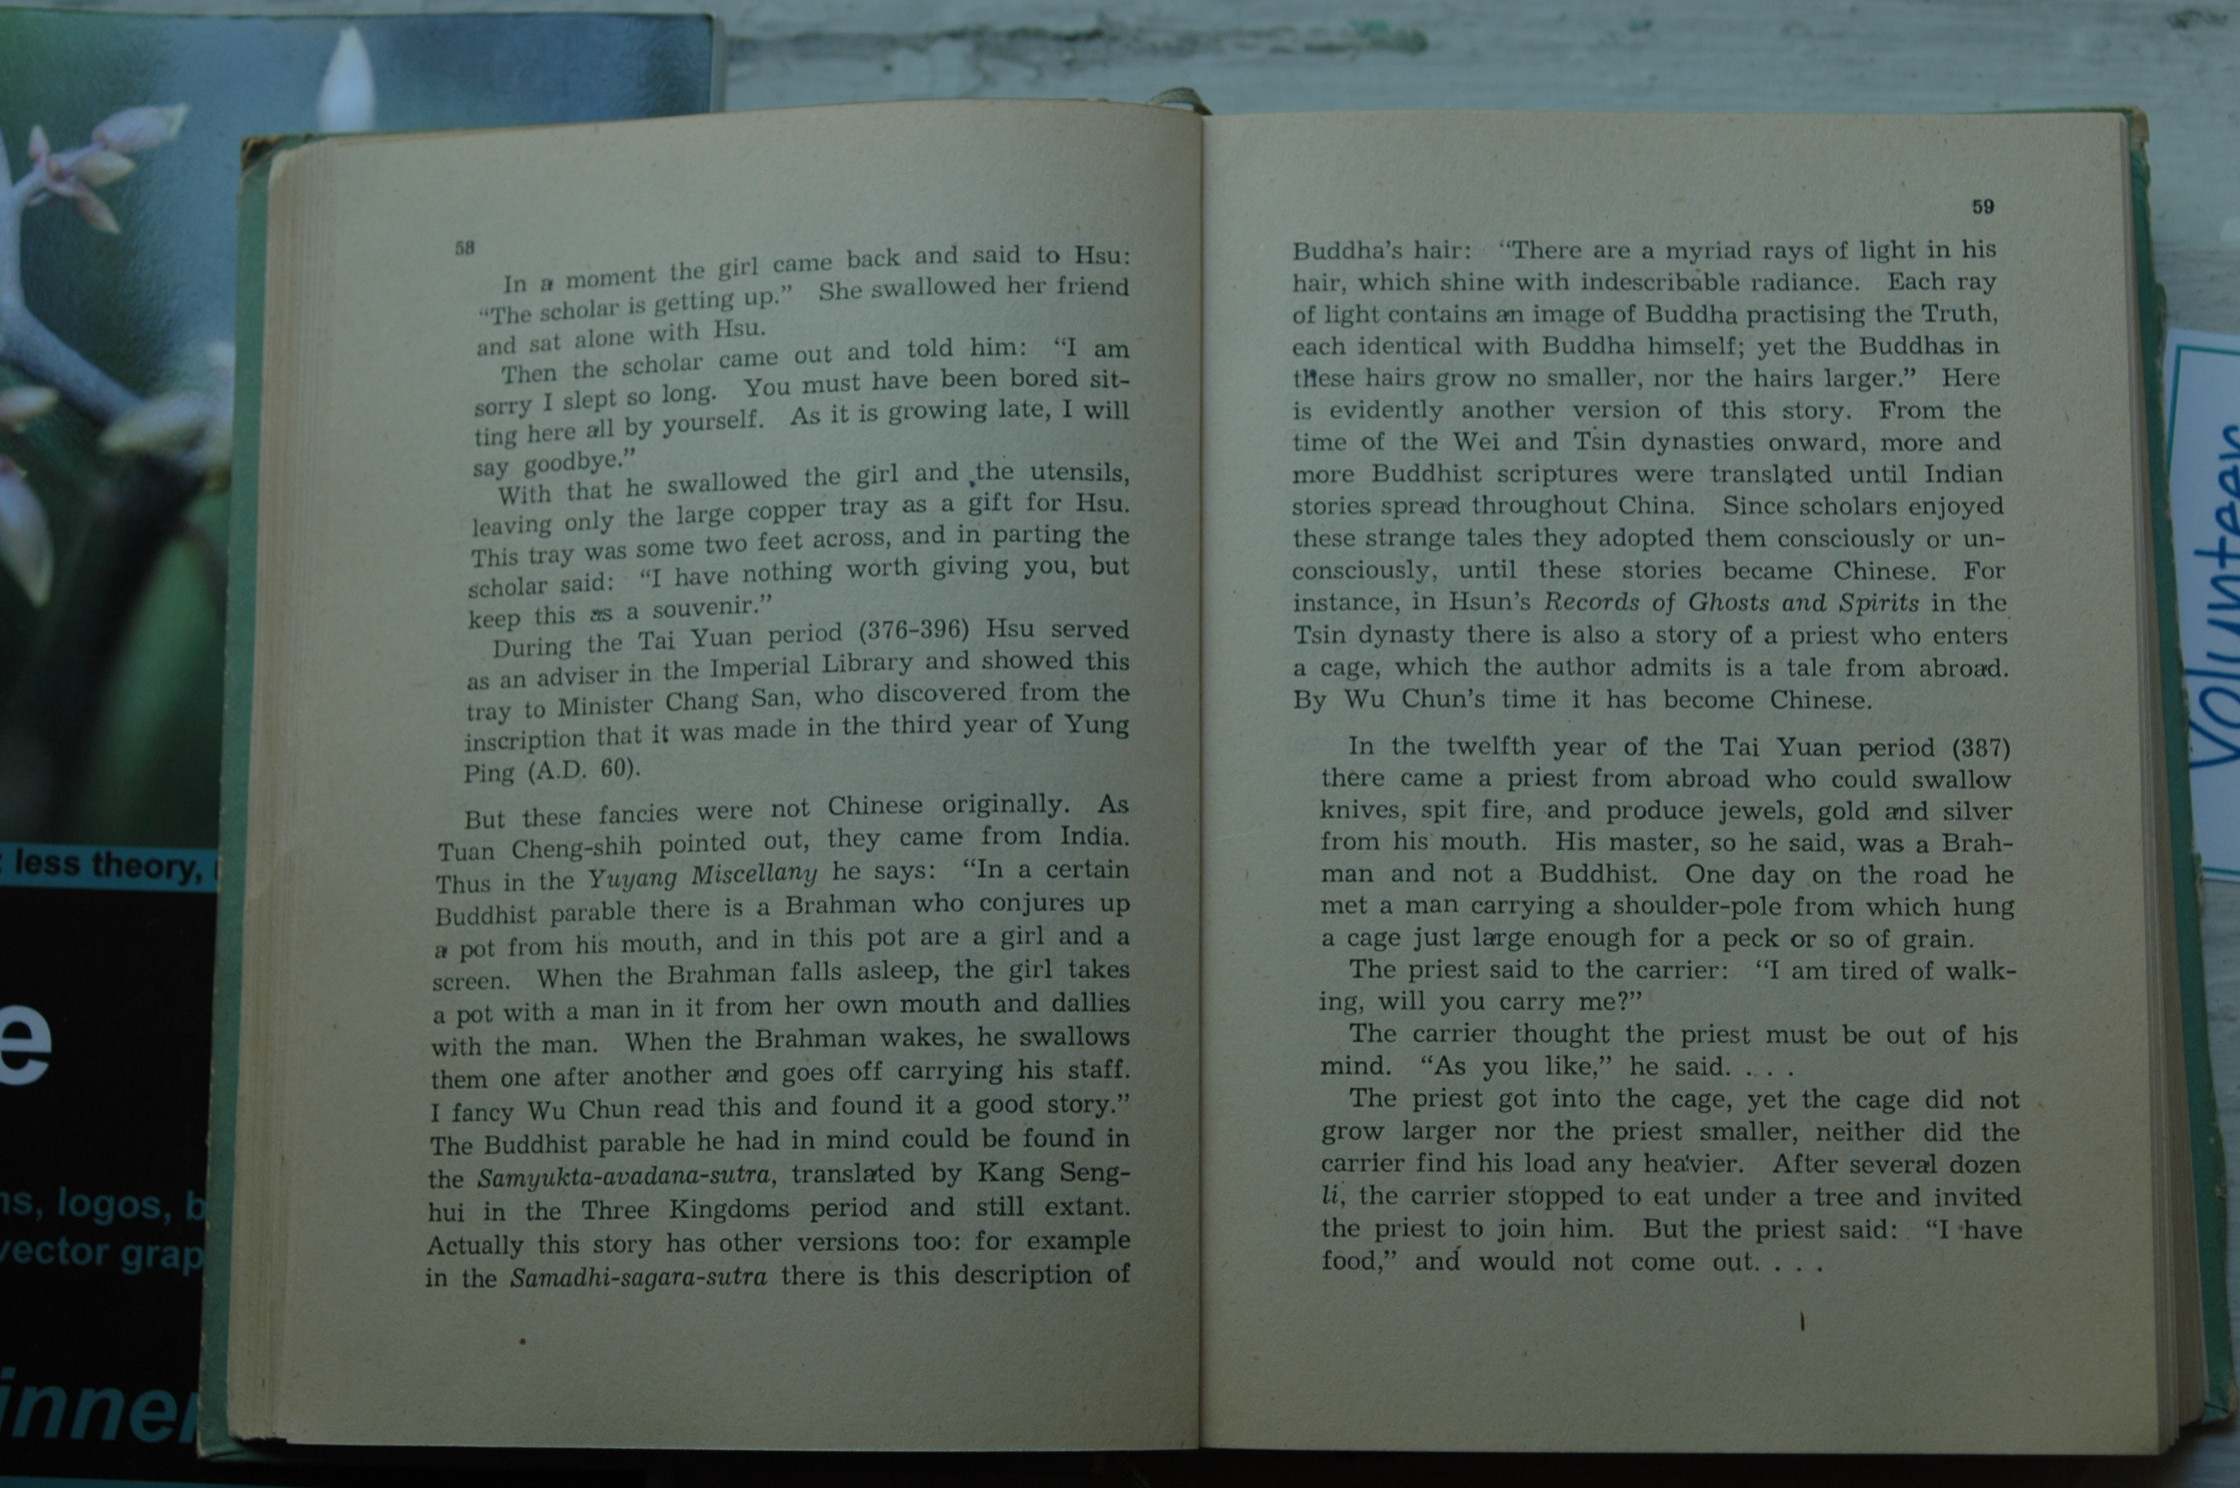 58
In a moment the girl came back and said to Hsu:
“The scholar is getting up.” She swallowed her friend
and sat alone with Hsu.
Then the scholar came out and told him: “I am
sorry I slept so long. You must have been bored sit-
ting here all by yourself. As it is growing late, I will
say goodbye.”
With that he swallowed the girl and the utensils,
leaving only the large copper tray as a gift for Hsu.
This tray was some two feet across, and in parting the
scholar said: “I have nothing worth giving you, but
keep this as a souvenir.”
During the Tai Yuan period (376-396) Hsu served
as an adviser in the Imperial Library and showed this
tray to Minister Chang San, who discovered from the
inscription that it was made in the third year of Yung
Ping (A.D. 60).
But these fancies were not Chinese originally. As
Tuan Cheng-shih pointed out, they came from India.
Thus in the Yuyang Miscellany he says: “In a certain
Buddhist parable there is a Brahman who conjures up
a pot from his mouth, and in this pot are a girl and a
screen. When the Brahman falls asleep, the girl takes
a pot with a man in it from her own mouth and dallies
with the man. When the Brahman wakes, he swallows
them one after another and goes off carrying his staff.
I fancy Wu Chun read this and found it a good story.”
The Buddhist parable he had in mind could be found in
the Samyukta-avadana-sutra, translated by Kang Seng-
hui in the Three Kingdoms period and still extant.
Actually this story has other versions too: for example
in the Samadhi-sagara-sutra there is this description of
59
Buddha’s hair: “There are a myriad rays of light in his
hair, which shine with indescribable radiance. Each ray
of light contains an image of Buddha practising the Truth,
each identical with Buddha himself; yet the Buddhas in
these hairs grow no smaller, nor the hairs larger.” Here
is evidently another version of this story. From the
time of the Wei and Tsin dynasties onward, more and
more Buddhist scriptures were translated until Indian
stories spread throughout China. Since scholars enjoyed
these strange tales they adopted them consciously or un-
consciously, until these stories became Chinese. For
instance, in Hsun’s Records of Ghosts and Spirits in the
Tsin dynasty there is also a story of a priest who enters
a cage, which the author admits is a tale from abroad.
By Wu Chun’s time it has become Chinese.
In the twelfth year of the Tai Yuan period (387)
there came a priest from abroad who could swallow
knives, spit fire, and produce jewels, gold and silver
from his mouth. His master, so he said, was a Brah-
man and not a Buddhist. One day on the road he
met a man carrying a shoulder-pole from which hung
a cage just large enough for a peck or so of grain.
The priest said to the carrier: “I am tired of walk-
ing, will you carry me?”
The carrier thought the priest must be out of his
mind. “As you like,” he said. . . .
The priest got into the cage, yet the cage did not
grow larger nor the priest smaller, neither did the
carrier find his load any heavier. After several dozen
li, the carrier stopped to eat under a tree and invited
the priest to join him. But the priest said: “I have
food,” and would not come out. . . .
less theory,
e
logos, b
vector grap
inner
Volunteer